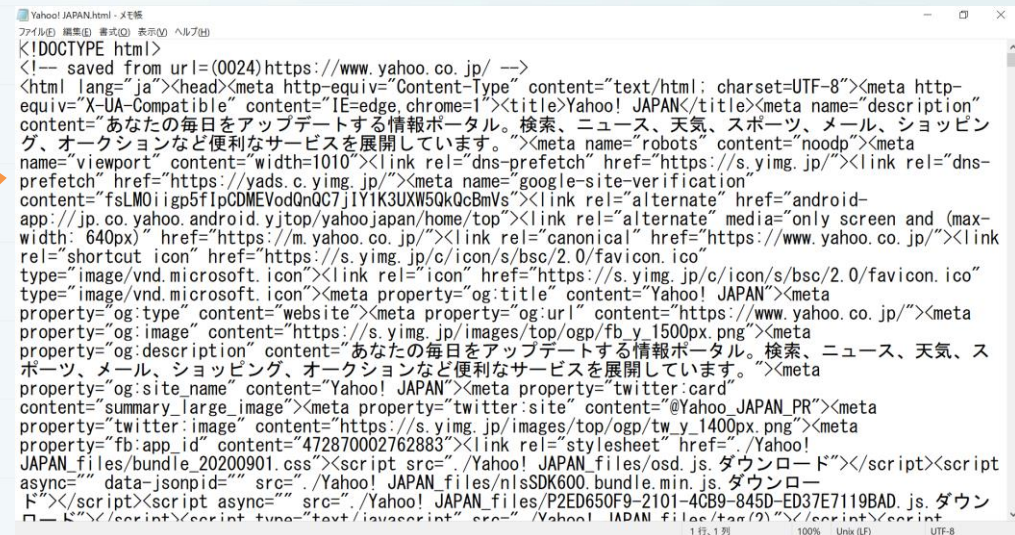 Yahoo! JAPAN.html - メモ帳
ファイル(F) 編集(E) 書式(O) 表示(V) ヘルプ(H)
<!DOCTYPE html>
<!-- saved from url=(0024)https://www.yahoo.co.jp/ -->
<html lang="ja"><head><meta http-equiv="Content-Type" content="text/html; charset=UTF-8"><meta http-
equiv="X-UA-Compatible" content="IE=edge,chrome=1"><title>Yahoo! JAPAN</title><meta name="description"
content="あなたの毎日をアップデートする情報ポータル。検索、ニュース、天気、スポーツ、メール、ショッピン
グ、オークションなど便利なサービスを展開しています。"><meta name="robots" content="noodp"><meta
name="viewport" content="width=1010"><link rel="dns-prefetch" href="https://s.yimg.jp/"><link rel="dns-
prefetch" href="https://yads.c.yimg.jp/"><meta name="google-site-verification"
content="fsLMOiigp5fIpCDMEVodQnQC7jIY1K3UXW5QkQcBmVs"><link rel="alternate" href="android-
app://jp.co.yahoo.android.yjtop/yahoojapan/home/top"><link rel="alternate" media="only screen and (max-
width: 640px)" href="https://m.yahoo.co.jp/"><link rel="canonical" href="https://www.yahoo.co.jp/"><link
rel="shortcut icon" href="https://s.yimg.jp/c/icon/s/bsc/2.0/favicon.ico"
type="image/vnd.microsoft.icon"><link rel="icon" href="https://s.yimg.jp/c/icon/s/bsc/2.0/favicon.ico"
type="image/vnd.microsoft.icon"><meta property="og:title" content="Yahoo! JAPAN"><meta
property="og:type" content="website"><meta property="og:url" content="https://www.yahoo.co.jp/"><meta
property="og:image" content="https://s.yimg.jp/images/top/ogp/fb_y_1500px.png"><meta
property="og:description" content="あなたの毎日をアップデートする情報ポータル。検索、ニュース、天気、ス
ポーツ、メール、ショッピング、オークションなど便利なサービスを展開しています。"><meta
property="og:site_name" content="Yahoo! JAPAN"><meta property="twitter:card"
content="summary_large_image"><meta property="twitter:site" content="@Yahoo_JAPAN_PR"><meta
property="twitter:image" content="https://s.yimg.jp/images/top/ogp/tw_y_1400px.png"><meta
property="fb:app_id" content="472870002762883"><link rel="stylesheet" href="./Yahoo!
JAPAN_files/bundle_20200901.css"><script src="./Yahoo! JAPAN_files/osd.js.ダウンロード"></script><script
async="" data-jsonpid="" src="./Yahoo! JAPAN_files/nlsSDK600.bundle.min.js.ダウンロー
ド"></script><script async="" src="./Yahoo! JAPAN_files/P2ED650F9-2101-4CB9-845D-ED37E7119BAD.js.ダウン
ロード"></script><script type="text/javascript" src="./Yahoo! JAPAN_files/tag(2)"></script><script
1行、1列 100% Unix (LF) UTF-8